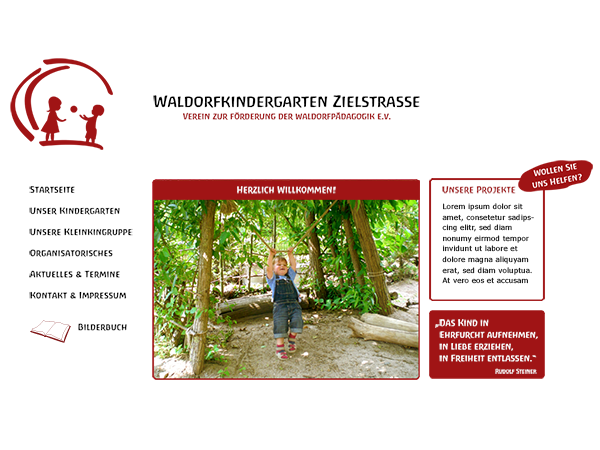 Waldorfkindergarten Zielstrasse
Verein zur Förderung der Waldorfpädagogik e.V.
Startseite
Unser Kindergarten
Unsere Kleinkingruppe
Organisatorisches
Aktuelles & Termine
Kontakt & Impressum
Bilderbuch
Herzlich Willkommen!
Wollen Sie
uns Helfen?
Unsere Projekte
Lorem ipsum dolor sit
amet, consetetur sadips-
cing elitr, sed diam
nonumy eirmod tempor
invidunt ut labore et
dolore magna aliquyam
erat, sed diam voluptua.
At vero eos et accusam
„Das Kind in
Ehrfurcht aufnehmen,
in Liebe erziehen,
in Freiheit entlassen.“
Rudolf Steiner